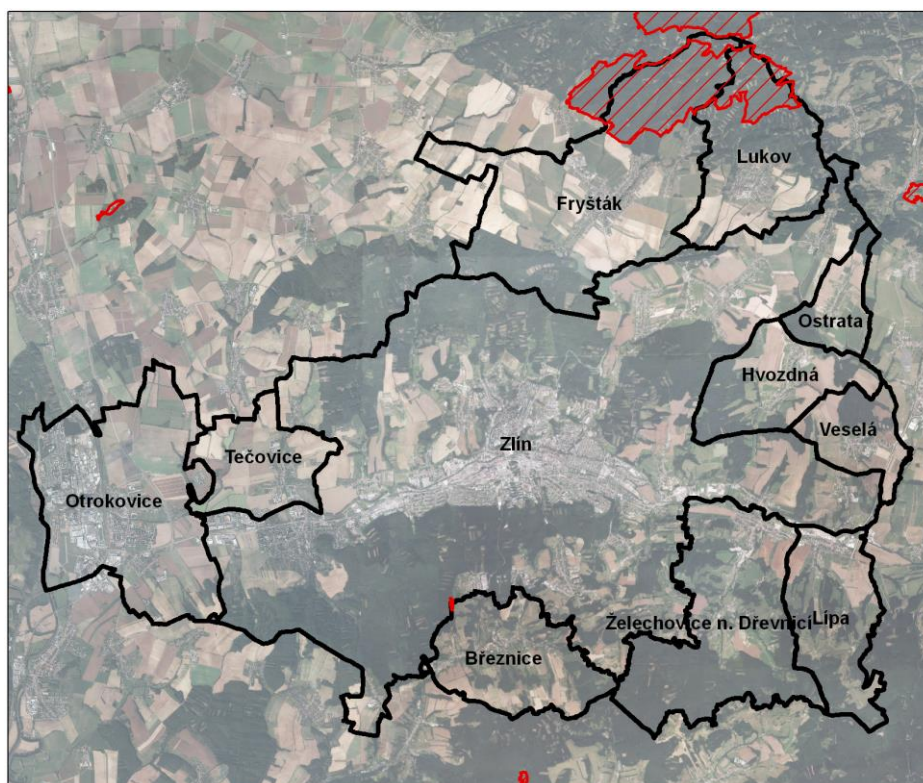 Lukov
Fryšták
Ostrata
Hvozdná
Veselá
Tečovice
Zlín
Otrokovice
Želechovice n. Dřevnicí
Lípa
Březnice